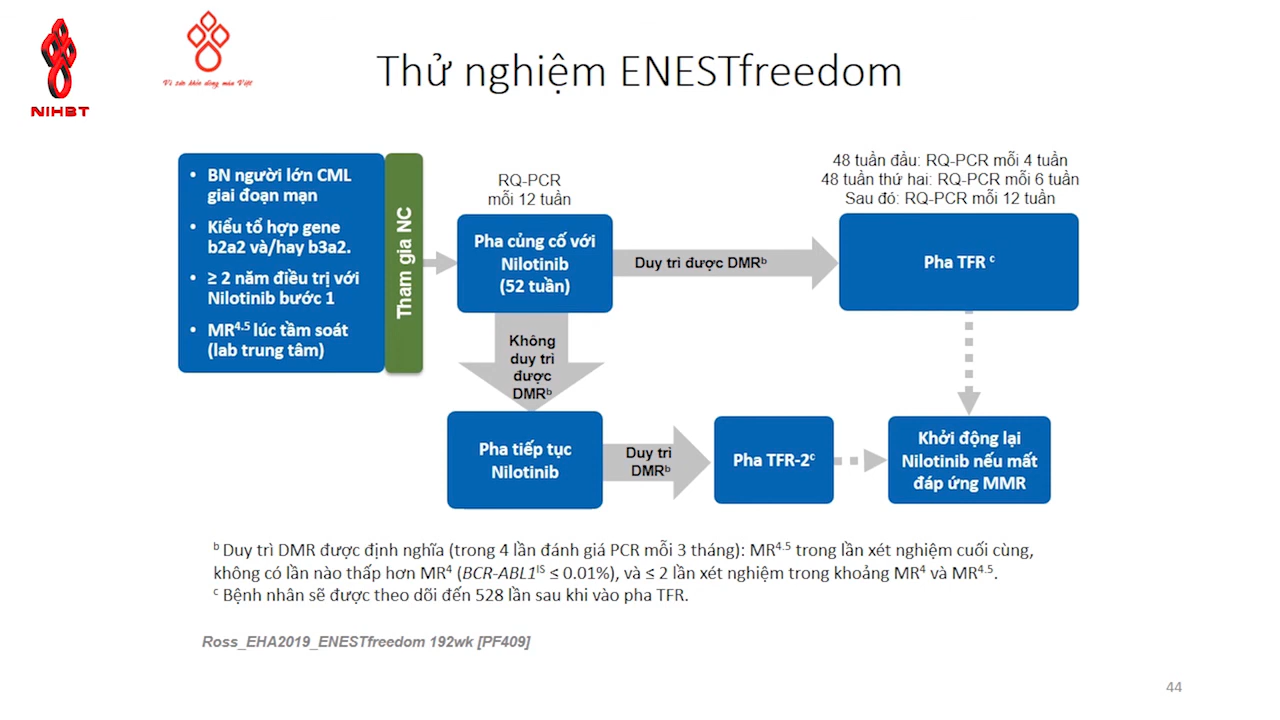 NIHBT
Vì sức khỏe dòng máu Việt
Thử nghiệm ENESTfreedom
• BN người lớn CML
giai đoạn mạn
• Kiểu tổ hợp gene
b2a2 và/hay b3a2.
• ≥ 2 năm điều trị với
Nilotinib bước 1
• MR4.5 lúc tầm soát
(lab trung tâm)
Tham gia NC
RQ-PCR
mỗi 12 tuần
Pha củng cố với
Nilotinib
(52 tuần)
Duy trì được DMRb
48 tuần đầu: RQ-PCR mỗi 4 tuần
48 tuần thứ hai: RQ-PCR mỗi 6 tuần
Sau đó: RQ-PCR mỗi 12 tuần
Pha TFR c
Không
duy trì
được
DMRb
Pha tiếp tục
Nilotinib
Duy trì
DMRb
Pha TFR-2c
Khởi động lại
Nilotinib nếu mất
đáp ứng MMR
b Duy trì DMR được định nghĩa (trong 4 lần đánh giá PCR mỗi 3 tháng): MR4.5 trong lần xét nghiệm cuối cùng,
không có lần nào thấp hơn MR4 (BCR-ABL1IS ≤ 0.01%), và ≤ 2 lần xét nghiệm trong khoảng MR4 và MR4.5.
c Bệnh nhân sẽ được theo dõi đến 528 lần sau khi vào pha TFR.
Ross_EHA2019_ENESTfreedom 192wk [PF409]
44